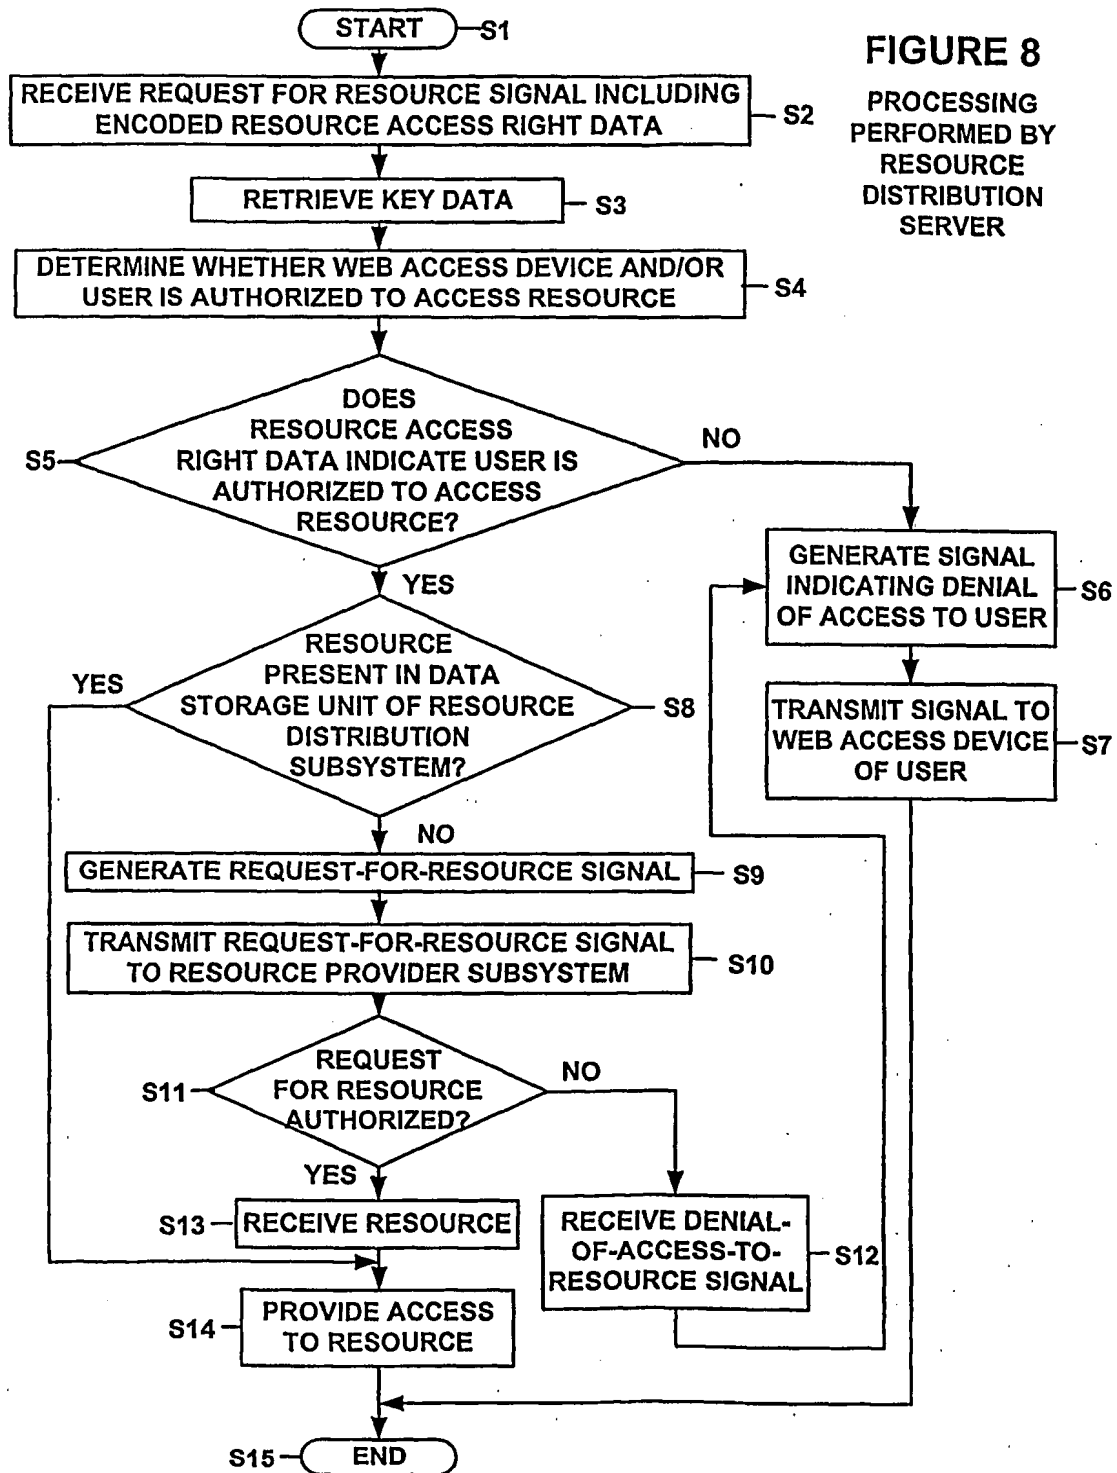 START
S1
FIGURE 8
PROCESSING
PERFORMED BY
RESOURCE
DISTRIBUTION
SERVER
RECEIVE REQUEST FOR RESOURCE SIGNAL INCLUDING
ENCODED RESOURCE ACCESS RIGHT DATA
S2
RETRIEVE KEY DATA
S3
DETERMINE WHETHER WEB ACCESS DEVICE AND/OR
USER IS AUTHORIZED TO ACCESS RESOURCE
S4
DOES
RESOURCE ACCESS
RIGHT DATA INDICATE USER IS
AUTHORIZED TO ACCESS
RESOURCE?
S5
NO
YES
GENERATE SIGNAL
INDICATING DENIAL
OF ACCESS TO USER
S6
TRANSMIT SIGNAL TO
WEB ACCESS DEVICE
OF USER
S7
RESOURCE
PRESENT IN DATA
STORAGE UNIT OF RESOURCE
DISTRIBUTION
SUBSYSTEM?
YES
S8
NO
GENERATE REQUEST-FOR-RESOURCE SIGNAL
S9
TRANSMIT REQUEST-FOR-RESOURCE SIGNAL
TO RESOURCE PROVIDER SUBSYSTEM
S10
REQUEST
FOR RESOURCE
AUTHORIZED?
S11
NO
YES
RECEIVE DENIAL-
OF-ACCESS-TO-
RESOURCE SIGNAL
S12
S13
RECEIVE RESOURCE
S14
PROVIDE ACCESS
TO RESOURCE
S15
END